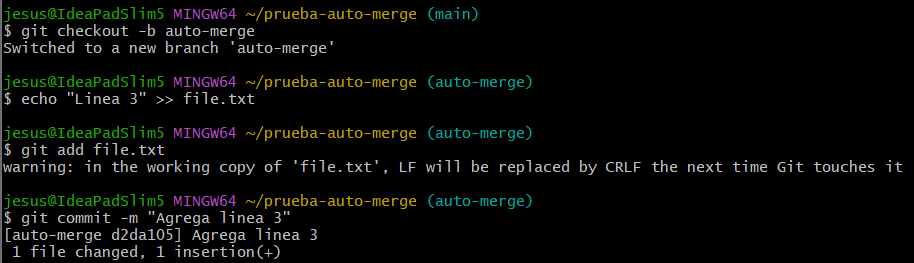 jesus@IdeaPadSlim5 MINGW64 ~/prueba-auto-merge (main)
$ git checkout -b auto-merge
Switched to a new branch 'auto-merge'
jesus@IdeaPadSlim5 MINGW64 ~/prueba-auto-merge (auto-merge)
$ echo "Linea 3" >> file.txt
jesus@IdeaPadSlim5 MINGW64 ~/prueba-auto-merge (auto-merge)
$ git add file.txt
warning: in the working copy of 'file.txt', LF will be replaced by CRLF the next time Git touches it
jesus@IdeaPadSlim5 MINGW64 ~/prueba-auto-merge (auto-merge)
$ git commit -m "Agrega linea 3"
[auto-merge d2da105] Agrega linea 3
 1 file changed, 1 insertion(+)